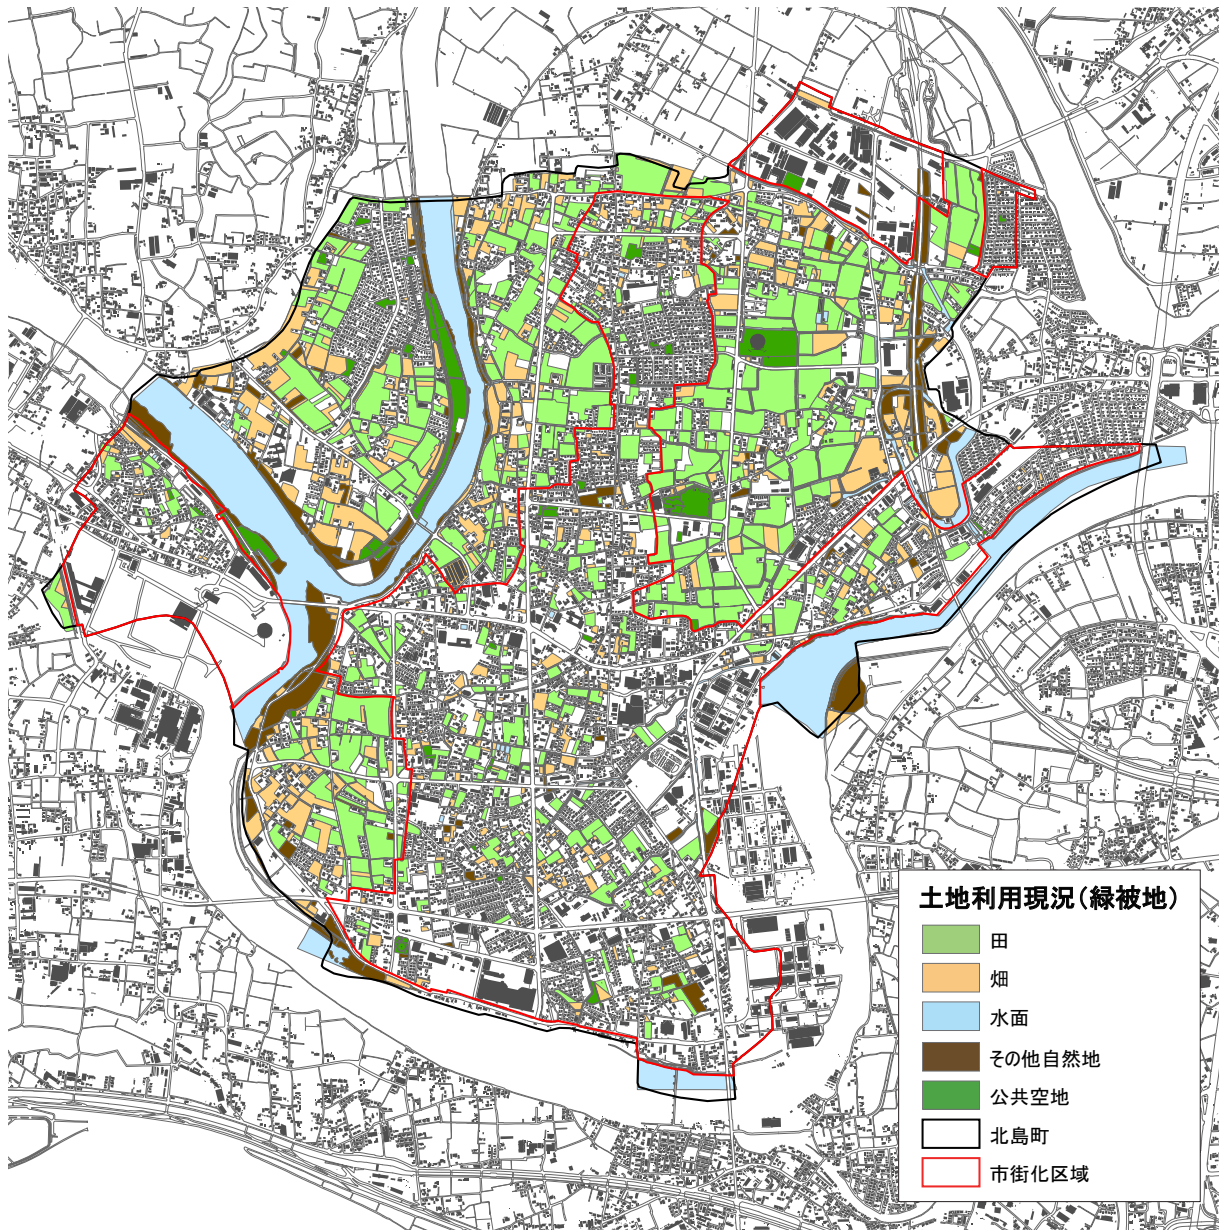 土地利用現況(緑被地)
田
畑
水面
その他自然地
公共空地
北島町
市街化区域